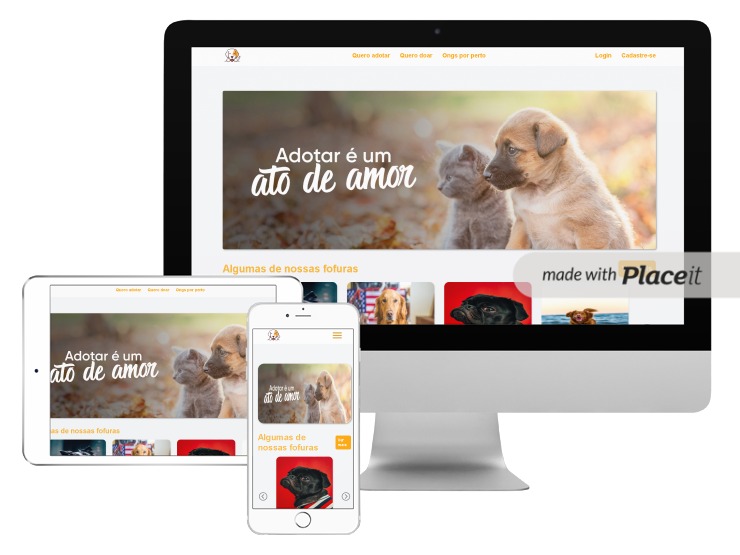 Quero adotar Quero doar Ongs por perto Login Cadastre-se
Adotar é um
ato de amor
Algumas de nossas fofuras
made with Placeit
Quero adotar Quero doar Ongs por perto
Adotar é um
ato de amor
as de nossas fofuras
Adotar é um
ato de amor
Algumas de
nossas fofuras